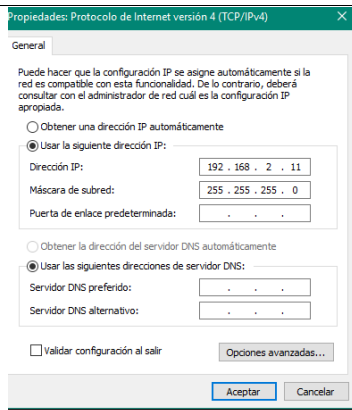 Propiedades: Protocolo de Internet versión 4 (TCP/IPv4)
General
Puede hacer que la configuración IP se asigne automáticamente si la
red es compatible con esta funcionalidad. De lo contrario, deberá
consultar con el administrador de red cuál es la configuración IP
apropiada.
Obtener una dirección IP automáticamente
Usar la siguiente dirección IP:
Dirección IP: 192 . 168 . 2 . 11
Máscara de subred: 255 . 255 . 255 . 0
Puerta de enlace predeterminada: . . .
Obtener la dirección del servidor DNS automáticamente
Usar las siguientes direcciones de servidor DNS:
Servidor DNS preferido: . . .
Servidor DNS alternativo: . . .
Validar configuración al salir Opciones avanzadas...
Aceptar Cancelar